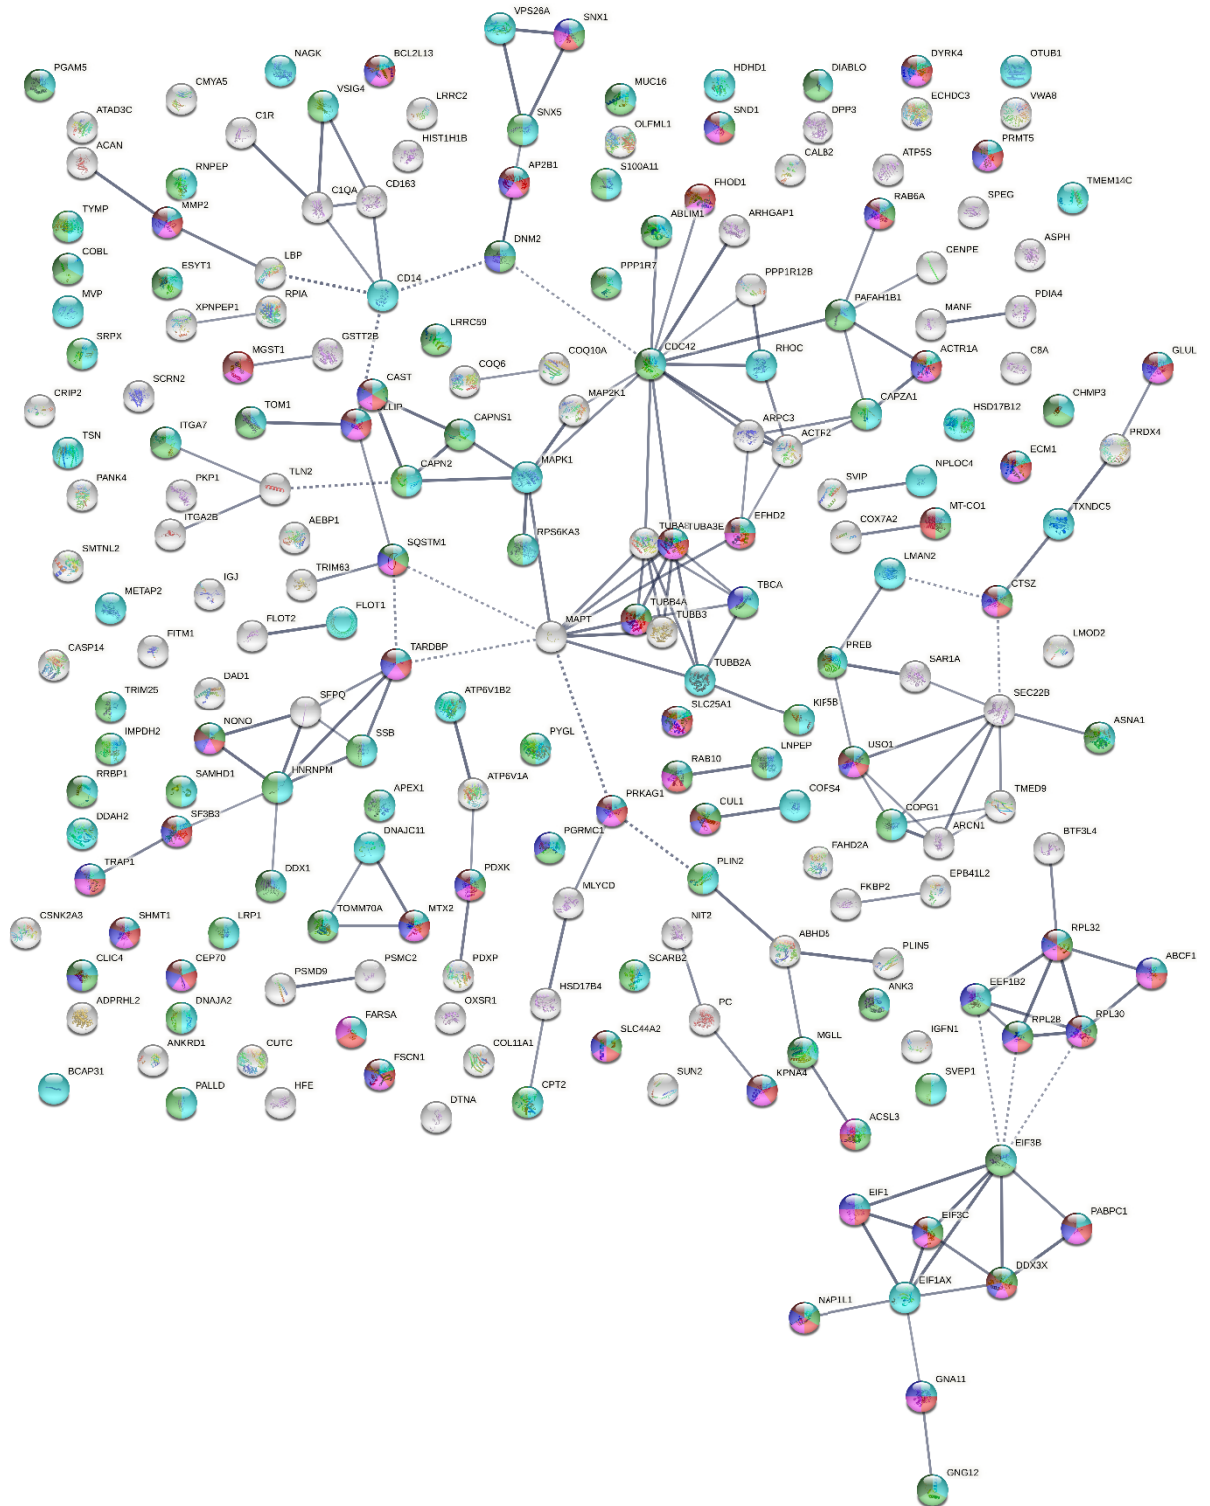 VPS26A
SNX1
NAGK
BCL2L13
DYRK4
OTUB1
PGAM5
CMYA5
VSIG4
MUC16
HDHD1
DIABLO
ECHDC3
VWA8
ATAD3C
C1R
LRRC2
SNX5
SND1
DPP3
ACAN
HIST1H1B
OLFML1
CALB2
PRMT5
RNPEP
C1QA
CD163
AP2B1
S100A11
ATP5S
TYMP
MMP2
FHOD1
RAB6A
SPEG
TMEM14C
ABLIM1
ARHGAP1
COBL
ESYT1
LBP
DNM2
CENPE
ASPH
CD14
PPP1R7
PPP1R12B
MVP
XPNPEP1
RPIA
PAFAH1B1
MANF
PDIA4
SRPX
MGST1
GSTT2B
LRRC59
CDC42
RHOC
COQ6
COQ10A
ACTR1A
C8A
GLUL
CRIP2
SCRN2
CAST
MAP2K1
CHMP3
TOM1
CAPNS1
CAPZA1
HSD17B12
ITGA7
ARPC3
ACTR2
TSN
PRDX4
CAPN2
MAPK1
ECM1
PANK4
PKP1
TLN2
SVIP
NPLOC4
ITGA2B
COX7A2
MT-CO1
TXNDC5
AEBP1
RPS6KA3
TUBA3E
EFHD2
SMTNL2
SQSTM1
TRIM63
LMAN2
METAP2
IGJ
TBCA
CTSZ
FLOT1
TUBB4A
FLOT2
TUBB3
FITM1
MAPT
CASP14
TARDBP
LMOD2
DAD1
TUBB2A
PREB
SAR1A
TRIM25
SFPQ
ATP6V1B2
SEC22B
NONO
SLC25A1
KIF5B
SSB
ASNA1
IMPDH2
PYGL
USO1
HNRNPM
RAB10
LNPEP
RRBP1
SAMHD1
ATP6V1A
APEX1
COPS4
TMED9
PRKAG1
CUL1
COPG1
DDAH2
SF3B3
ARCN1
DNAJC11
PGRMC1
BTF3L4
FAHD2A
TRAP1
PDXK
PLIN2
DDX1
EPB41L2
FKBP2
MLYCD
TOMM70A
MTX2
CSNK2A3
SHMT1
LRP1
NIT2
ABHD5
PLIN5
RPL32
CLIC4
CEP70
PSMD9
PSMC2
PDXP
SCARB2
ABCF1
HSD17B4
ANK3
EEF1B2
ADPRHL2
DNAJA2
OXSR1
PC
FARSA
RPL28
RPL30
SLC44A2
IGFN1
ANKRD1
CUTC
COL11A1
MGLL
BCAP31
FSCN1
SUN2
KPNA4
PALLD
HFE
CPT2
SVEP1
DTNA
ACSL3
EIF3B
EIF1
PABPC1
EIF3C
DDX3X
EIF1AX
NAP1L1
GNA11
GNG12